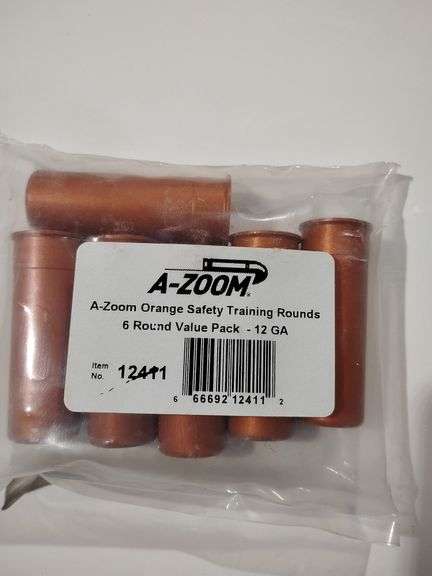 A-ZOOM®
A-Zoom Orange Safety Training Rounds
6 Round Value Pack - 12 GA
Item
No. 12411
6 66692 12411 2